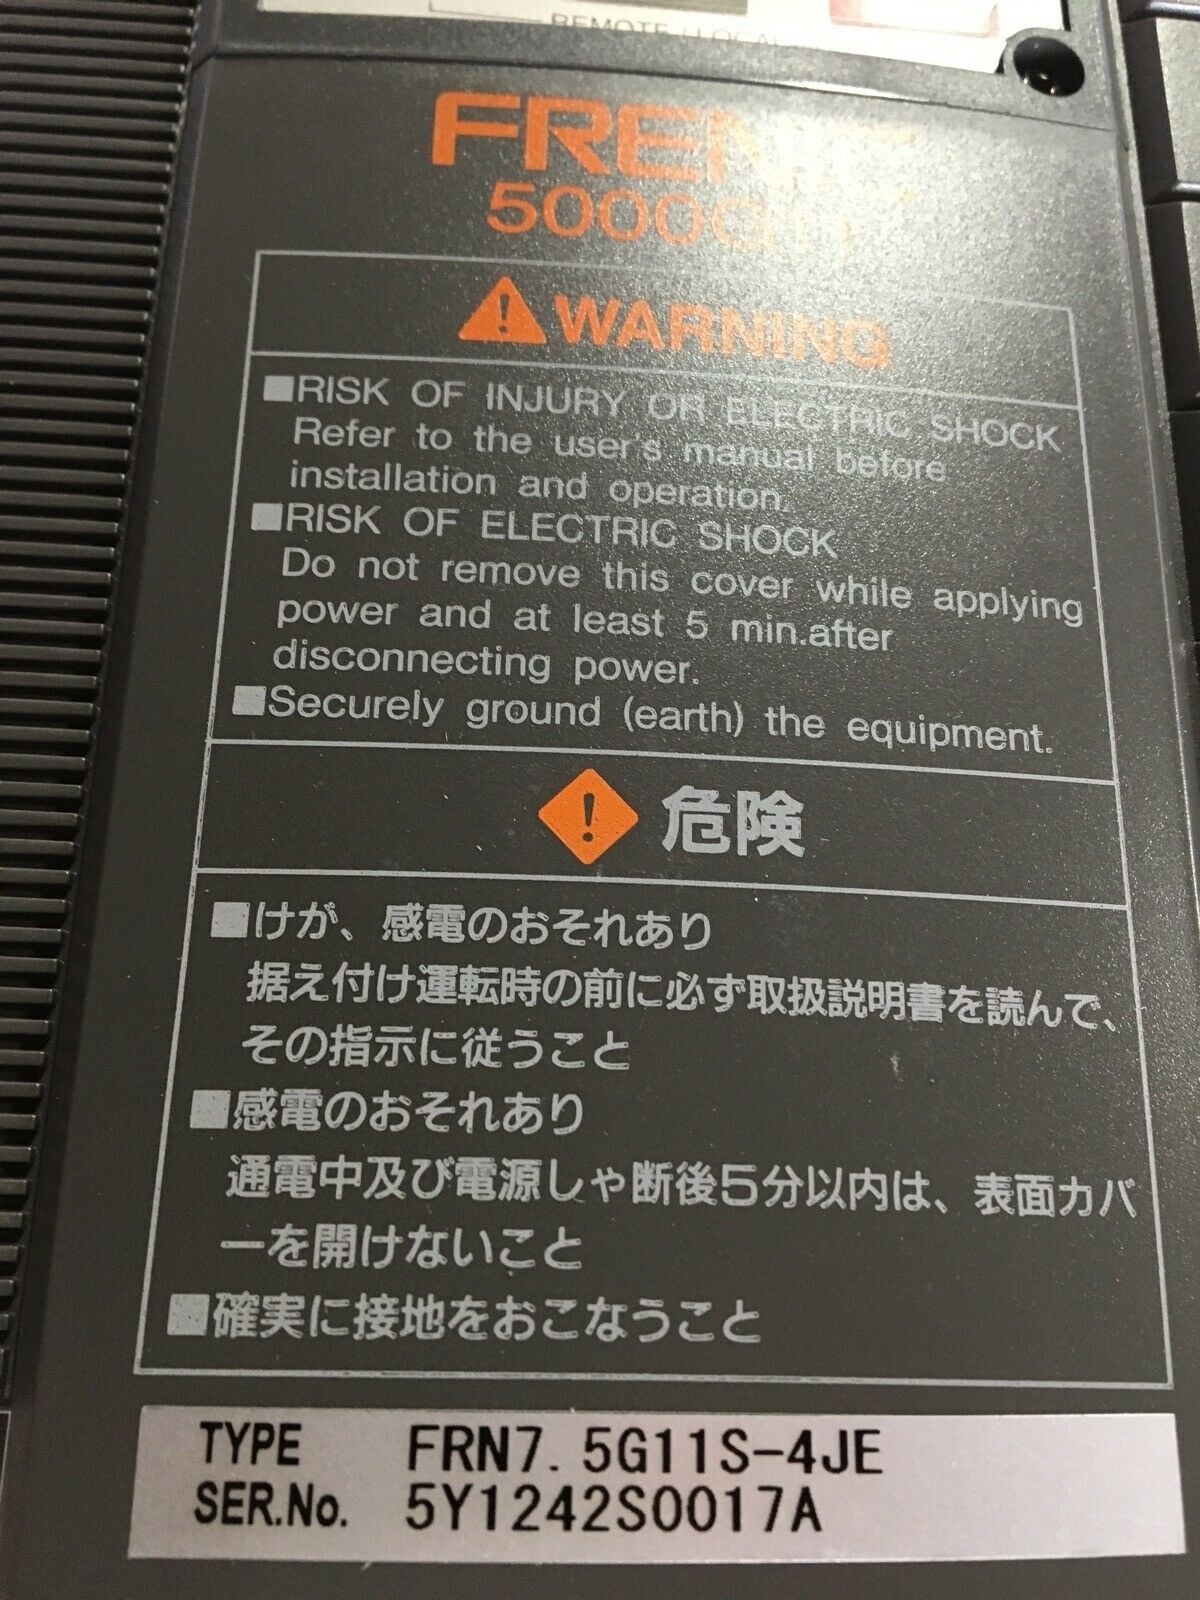 REMOTE / LOCAL
5000G11
WARNING
■RISK OF INJURY OR ELECTRIC SHOCK
Refer to the user's manual before
installation and operation.
■RISK OF ELECTRIC SHOCK
Do not remove this cover while applying
power and at least 5 min.after
disconnecting power.
■Securely ground (earth) the equipment.
危険
■けが、感電のおそれあり
据え付け運転時の前に必ず取扱説明書を読んで、
その指示に従うこと
■感電のおそれあり
通電中及び電源しゃ断後5分以内は、表面カバ
ーを開けないこと
■確実に接地をおこなうこと
TYPE FRN7.5G11S-4JE
SER.No. 5Y1242S0017A